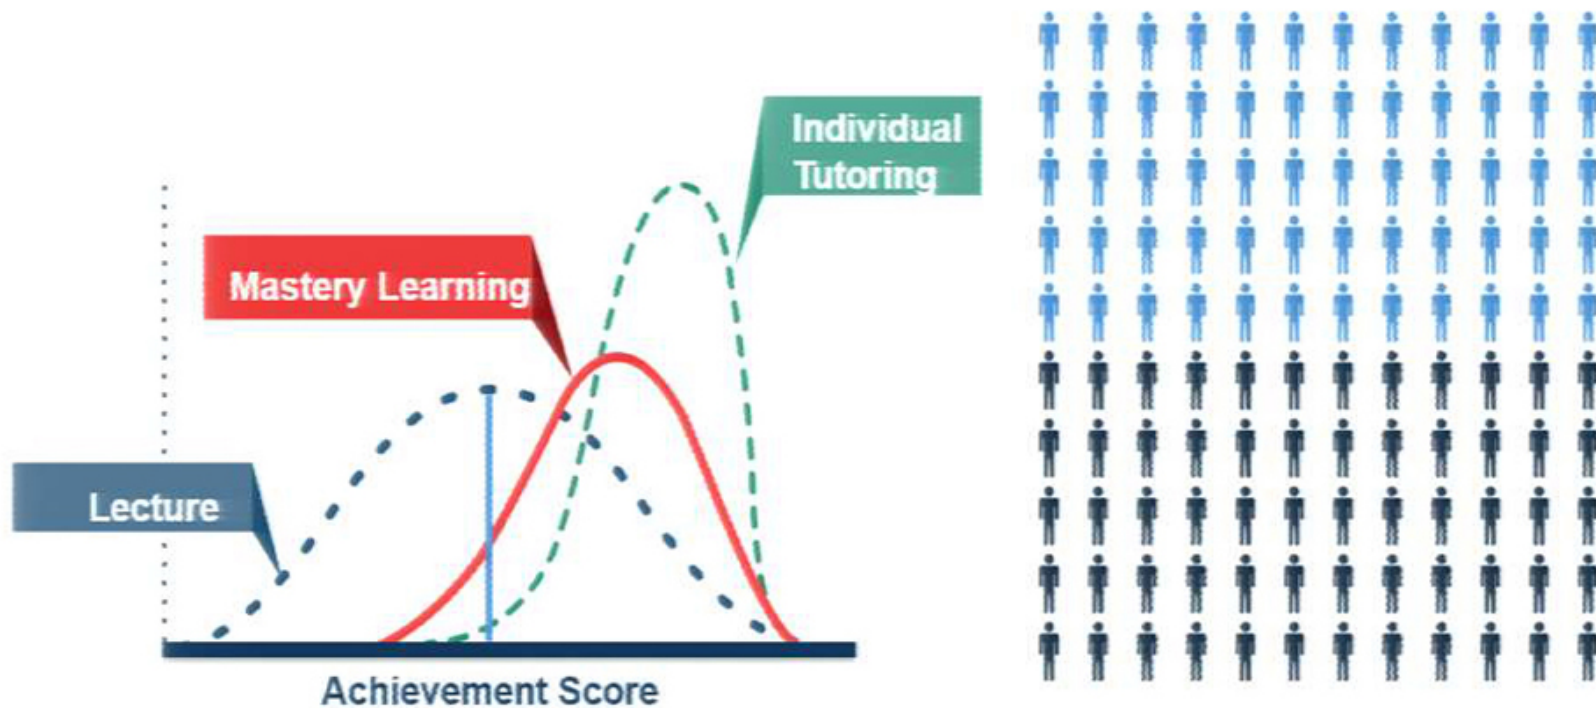 Individual
Tutoring
Mastery Learning
Lecture
Achievement Score